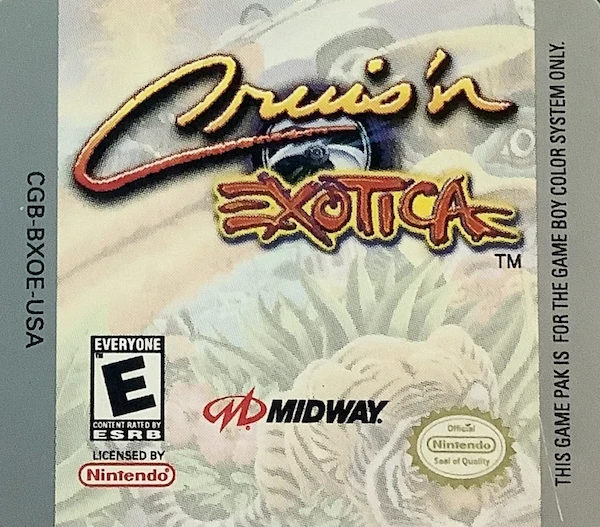 Cruis'n
EXOTICA
TM
CGB-BXOE-USA
THIS GAME PAK IS FOR THE GAME BOY COLOR SYSTEM ONLY.
EVERYONE
TM
E
CONTENT RATED BY
ESRB
LICENSED BY
Nintendo®
MIDWAY.
Official
Nintendo
Seal of Quality